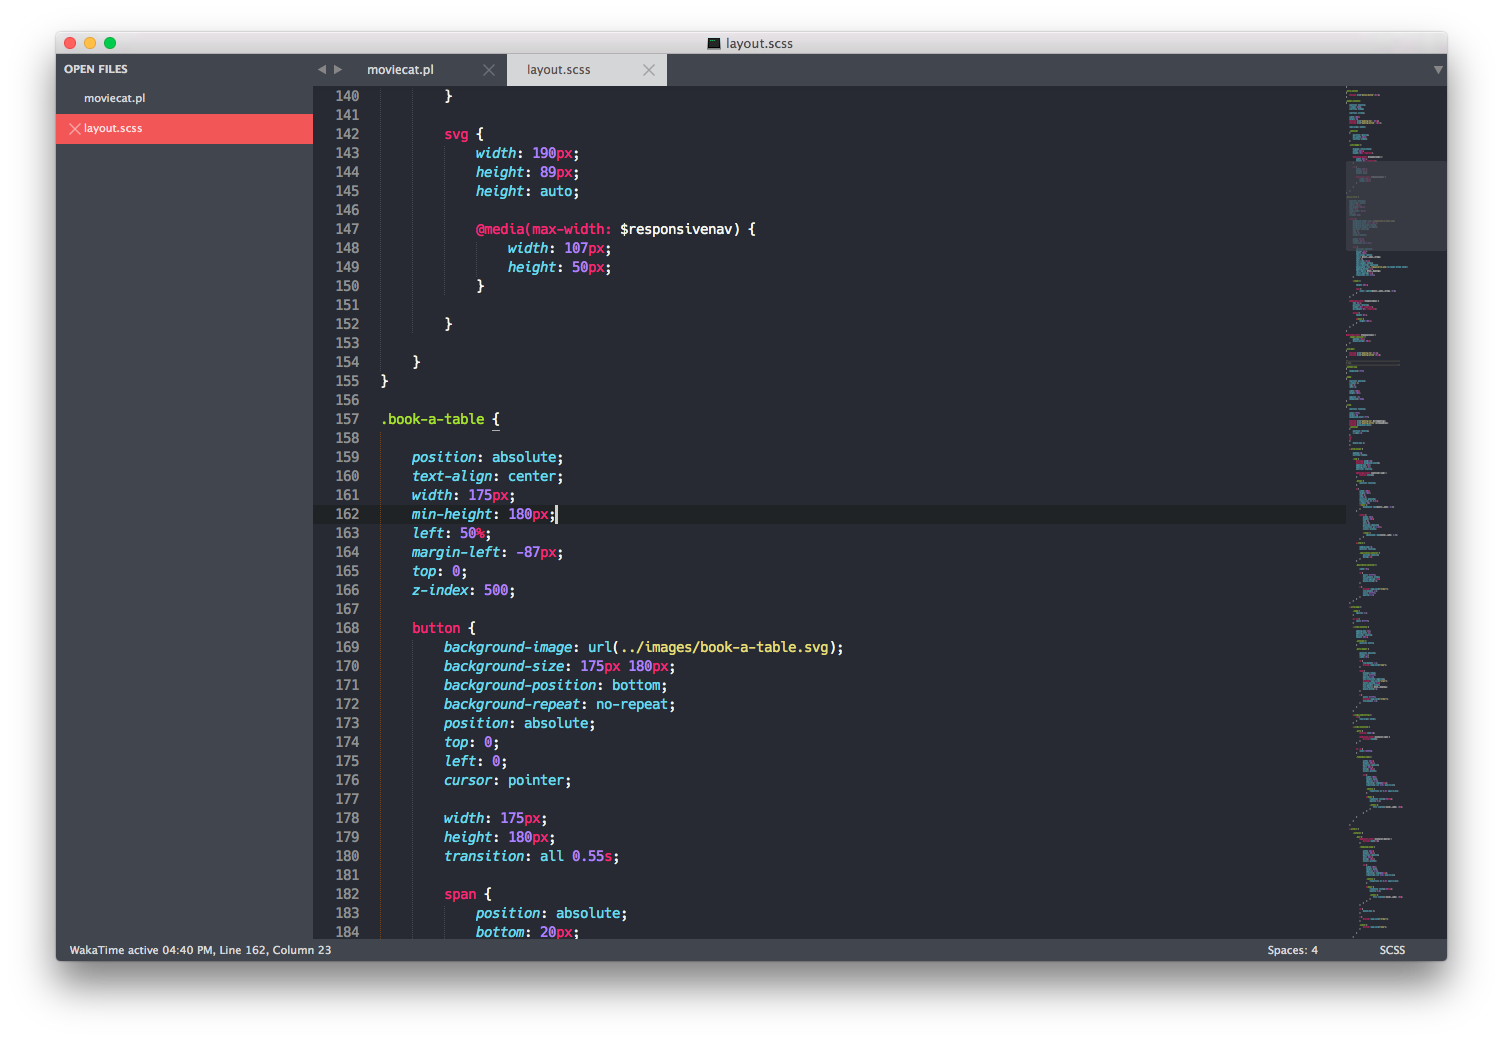 layout.scss
OPEN FILES
moviecat.pl
layout.scss
moviecat.pl
layout.scss
140 }
141
142 svg {
143 width: 190px;
144 height: 89px;
145 height: auto;
146
147 @media(max-width: $responsivenav) {
148 width: 107px;
149 height: 50px;
150 }
151
152 }
153
154 }
155 }
156
157 .book-a-table {
158
159 position: absolute;
160 text-align: center;
161 width: 175px;
162 min-height: 180px;
163 left: 50%;
164 margin-left: -87px;
165 top: 0;
166 z-index: 500;
167
168 button {
169 background-image: url(../images/book-a-table.svg);
170 background-size: 175px 180px;
171 background-position: bottom;
172 background-repeat: no-repeat;
173 position: absolute;
174 top: 0;
175 left: 0;
176 cursor: pointer;
177
178 width: 175px;
179 height: 180px;
180 transition: all 0.55s;
181
182 span {
183 position: absolute;
184 bottom: 20px;
WakaTime active 04:40 PM, Line 162, Column 23
Spaces: 4
SCSS